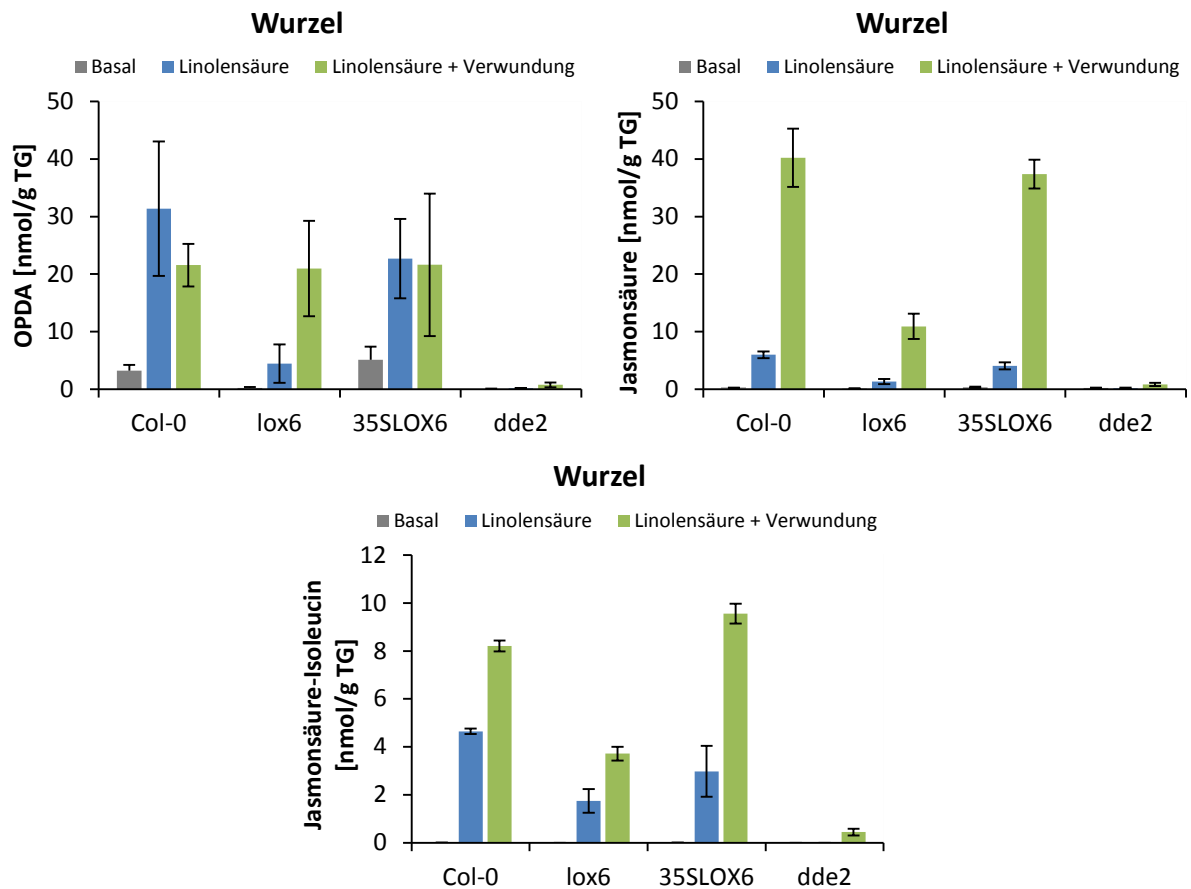 Wurzel
Basal Linolensäure Linolensäure + Verwundung
OPDA [nmol/g TG]
50
40
30
20
10
0
Col-0 lox6 35SLOX6 dde2
Wurzel
Basal Linolensäure Linolensäure + Verwundung
Jasmonsäure [nmol/g TG]
50
40
30
20
10
0
Col-0 lox6 35SLOX6 dde2
Wurzel
Basal Linolensäure Linolensäure + Verwundung
Jasmonsäure-Isoleucin
[nmol/g TG]
12
10
8
6
4
2
0
Col-0 lox6 35SLOX6 dde2